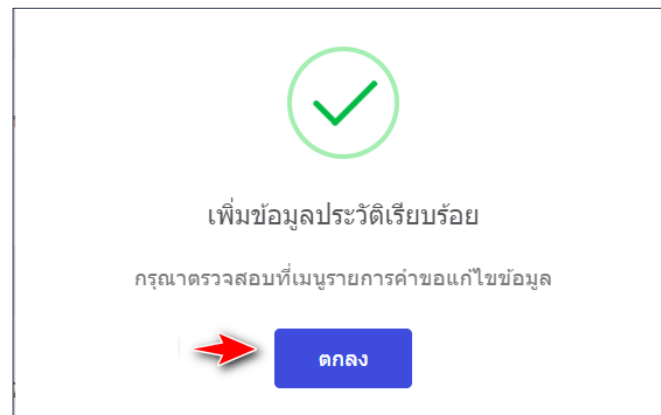 เพิ่มข้อมูลประวัติเรียบร้อย
กรุณาตรวจสอบที่เมนูรายการคำขอแก้ไขข้อมูล
ตกลง